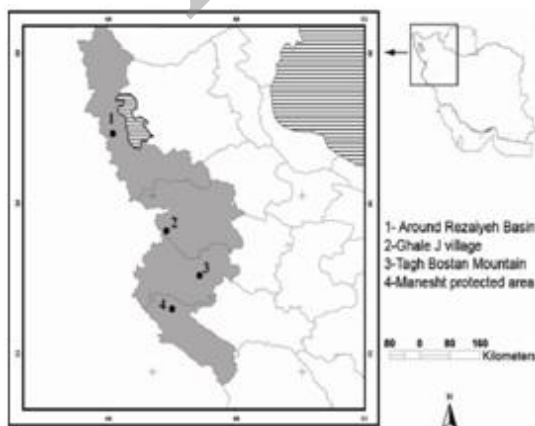 1
2
3
4
1- Around Rezaiyeh Basin
2-Ghale J village
3-Tagh Bostan Mountain
4-Manesht protected area
80 0 80 160
Kilometers
N